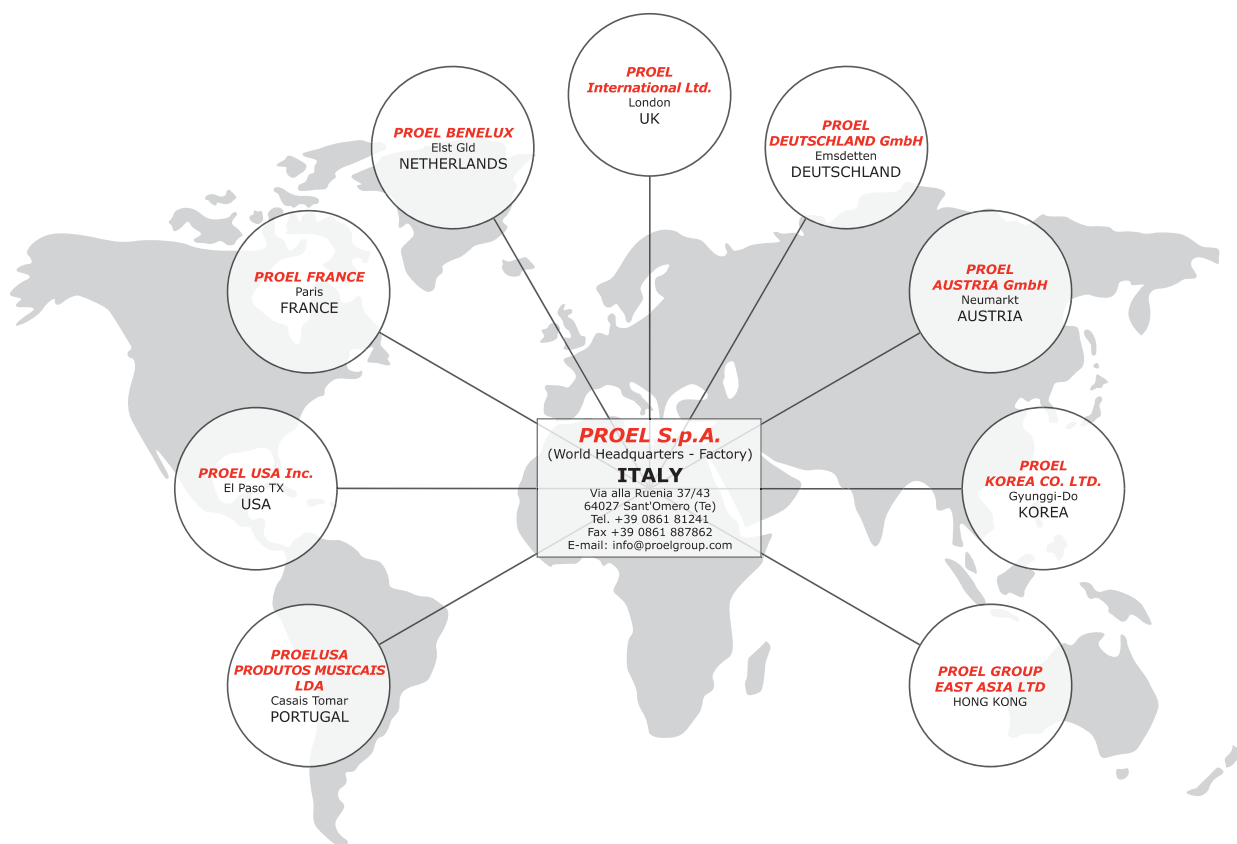 PROEL
International Ltd.
London
UK
PROEL BENELUX
Elst Gld
NETHERLANDS
PROEL
DEUTSCHLAND GmbH
Emsdetten
DEUTSCHLAND
PROEL FRANCE
Paris
FRANCE
PROEL
AUSTRIA GmbH
Neumarkt
AUSTRIA
PROEL S.p.A.
(World Headquarters - Factory)
ITALY
Via alla Ruenia 37/43
64027 Sant'Omero (Te)
Tel. +39 0861 81241
Fax +39 0861 887862
E-mail: info@proelgroup.com
PROEL USA Inc.
El Paso TX
USA
PROEL
KOREA CO. LTD.
Gyunggi-Do
KOREA
PROELUSA
PRODUTOS MUSICAIS
LDA
Casais Tomar
PORTUGAL
PROEL GROUP
EAST ASIA LTD
HONG KONG